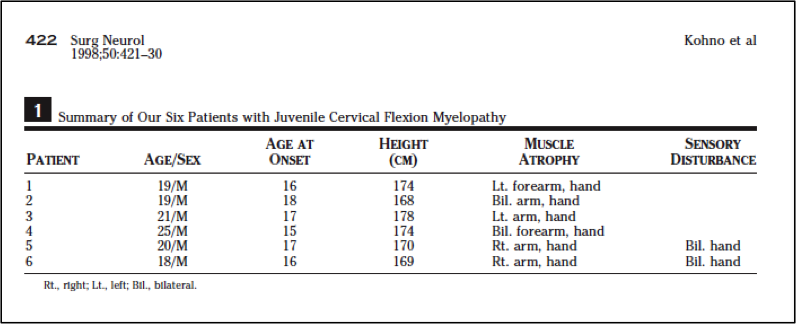 422 Surg Neurol Kohno et al
1998;50:421–30
1 Summary of Our Six Patients with Juvenile Cervical Flexion Myelopathy
AGE AT HEIGHT MUSCLE SENSORY
PATIENT AGE/SEX ONSET (CM) ATROPHY DISTURBANCE
1 19/M 16 174 Lt. forearm, hand
2 19/M 18 168 Bil. arm, hand
3 21/M 17 178 Lt. arm, hand
4 25/M 15 174 Bil. forearm, hand
5 20/M 17 170 Rt. arm, hand Bil. hand
6 18/M 16 169 Rt. arm, hand Bil. hand
Rt., right; Lt., left; Bil., bilateral.